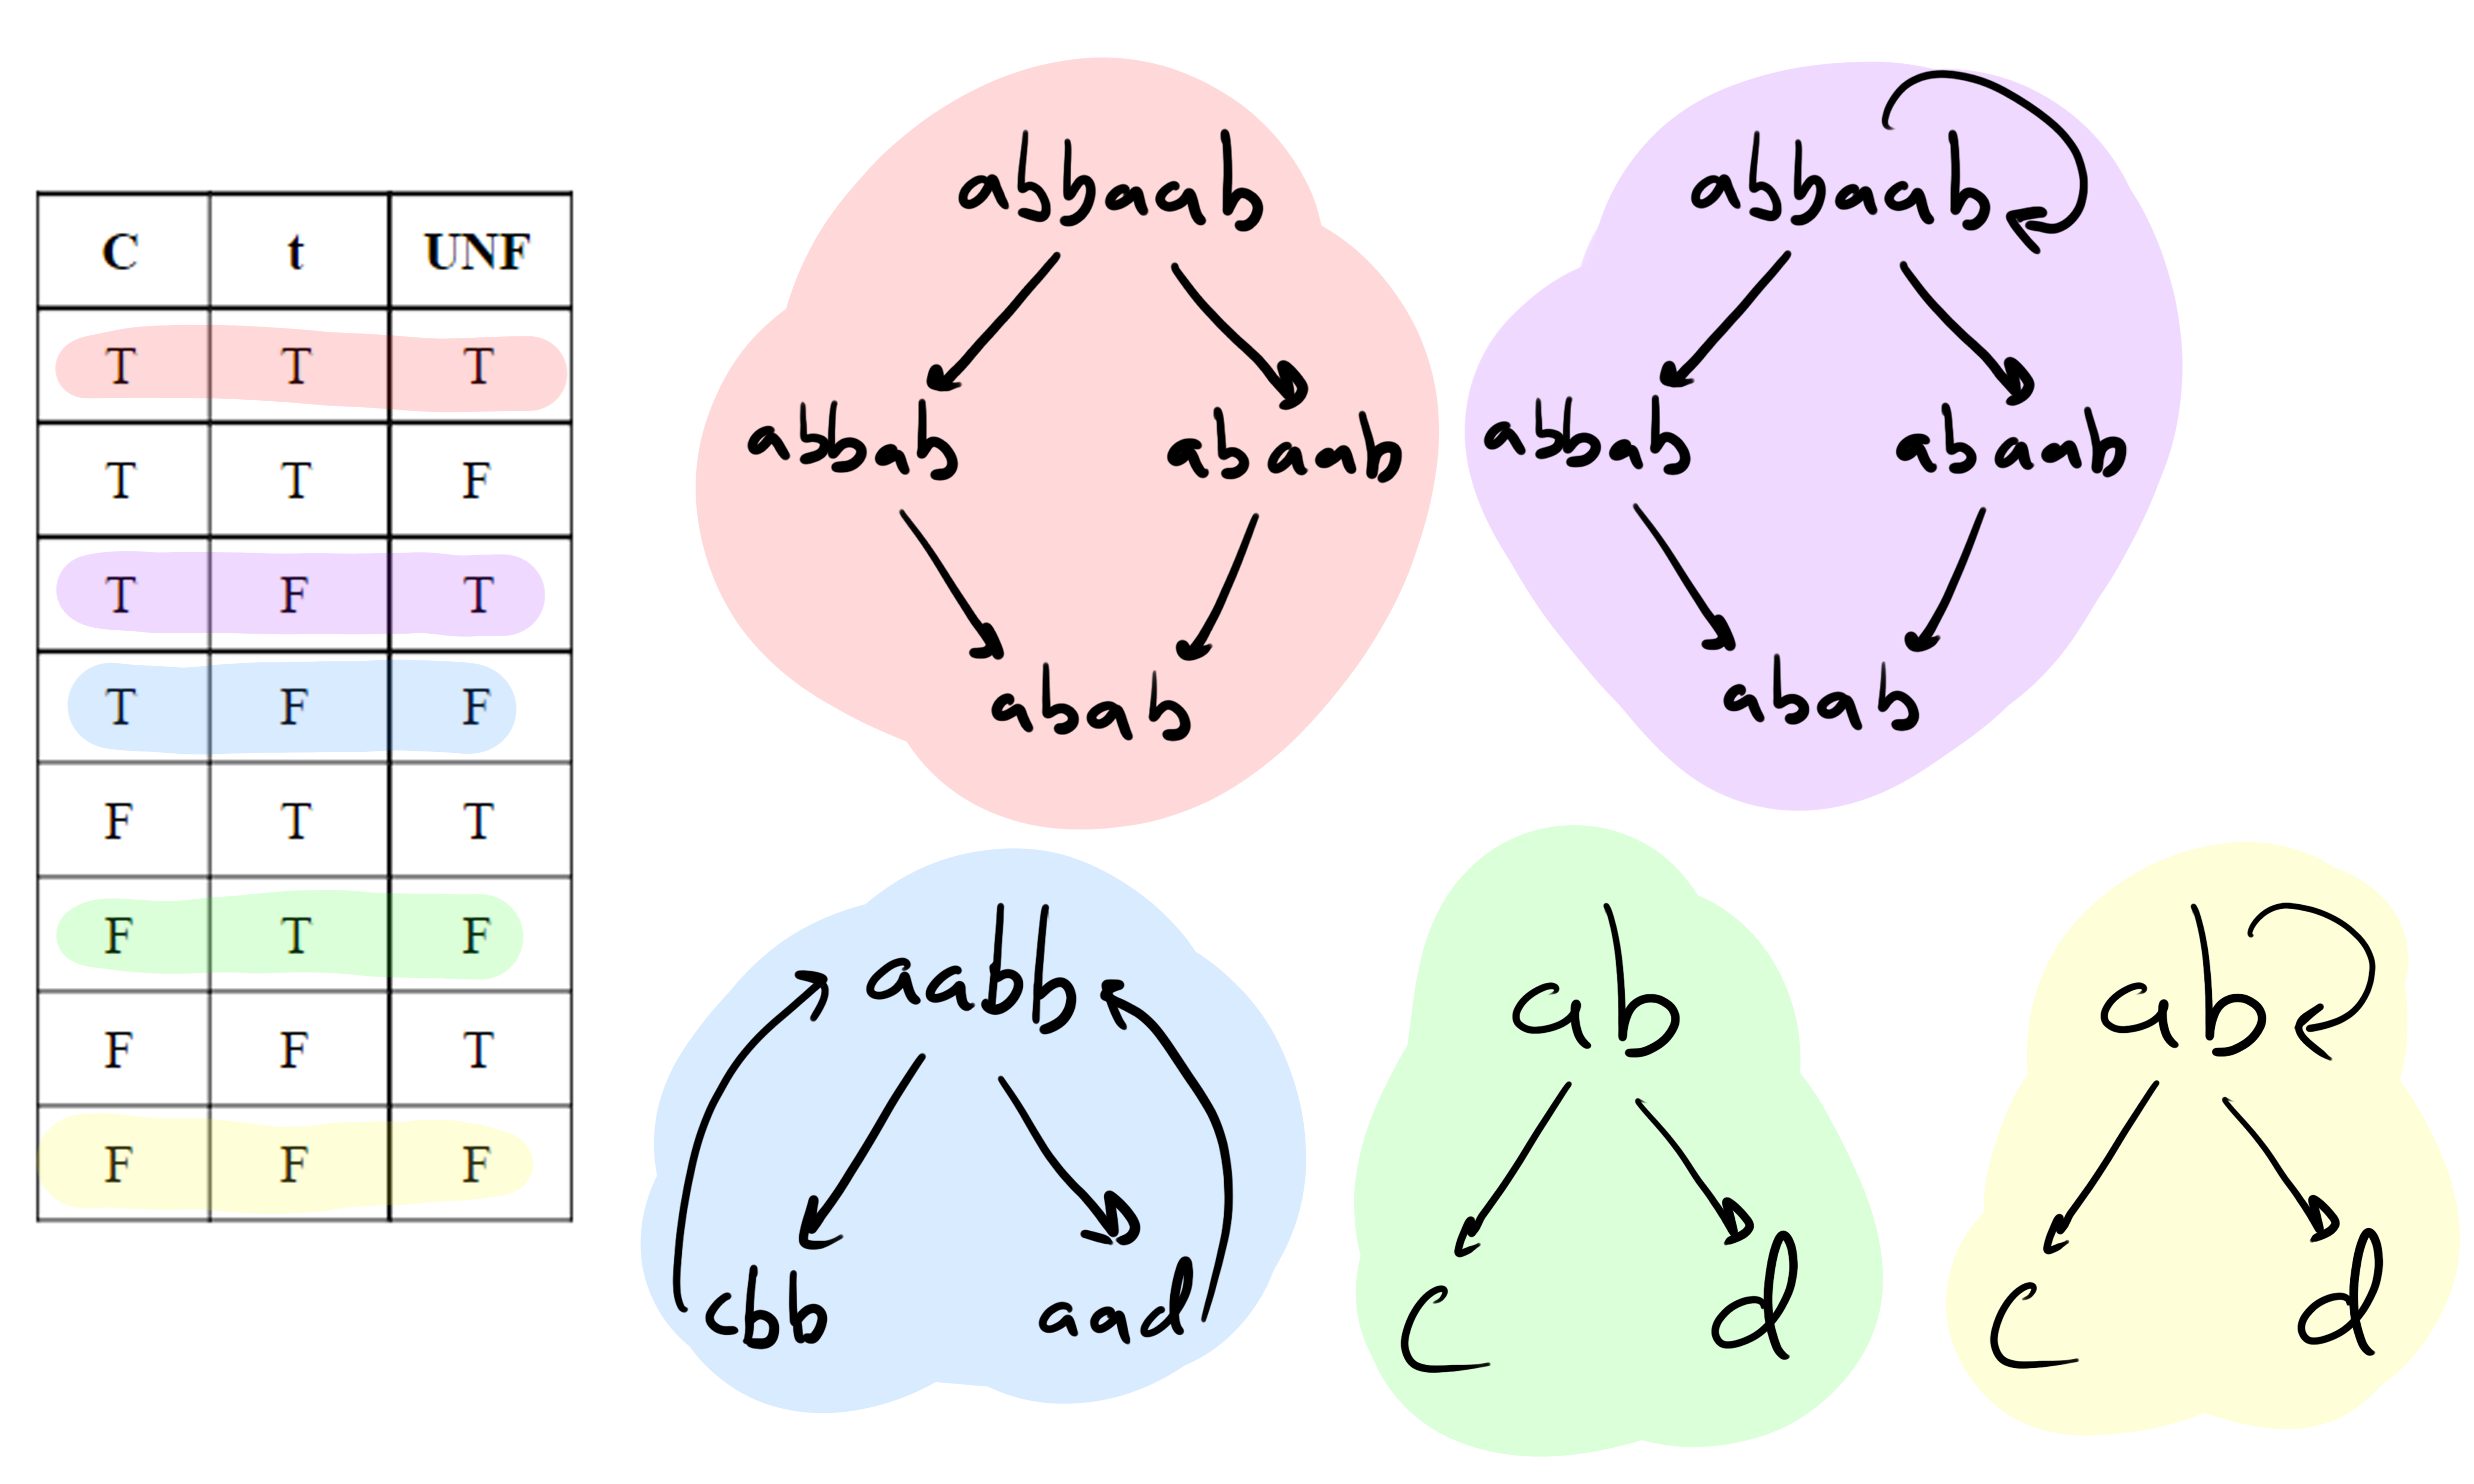 C t UNF
T T T
T T F
T F T
T F F
F T T
F T F
F F T
F F F
abbaab
abbab abaab
abab
abbaab
abbab abaab
abab
aabb
cbb aad
ab
c d
ab
c d